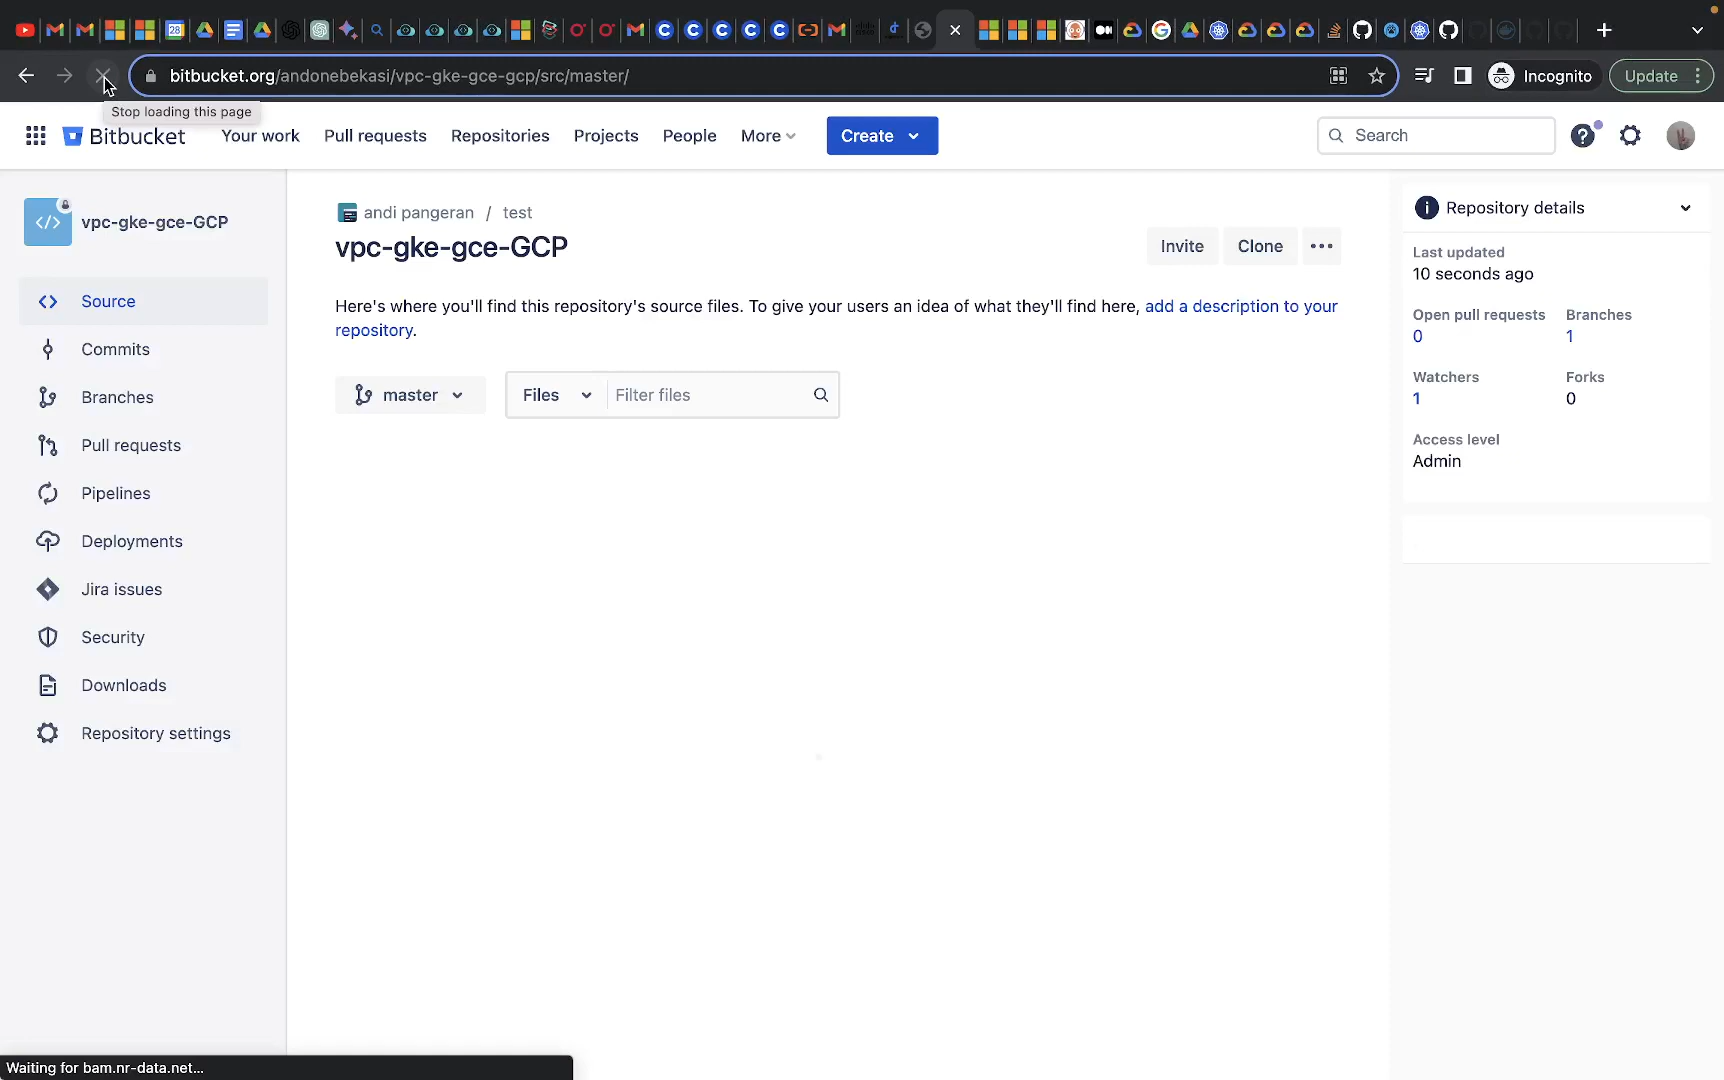 28
bitbucket.org/andonebekasi/vpc-gke-gce-gcp/src/master/
Incognito
Update
Stop loading this page
Bitbucket
Your work
Pull requests
Repositories
Projects
People
More
Create
Search
vpc-gke-gce-GCP
Source
Commits
Branches
Pull requests
Pipelines
Deployments
Jira issues
Security
Downloads
Repository settings
andi pangeran / test
vpc-gke-gce-GCP
Invite
Clone
Here's where you'll find this repository's source files. To give your users an idea of what they'll find here, add a description to your
repository.
master
Files
Filter files
Repository details
Last updated
10 seconds ago
Open pull requests
0
Branches
1
Watchers
1
Forks
0
Access level
Admin
Waiting for bam.nr-data.net...